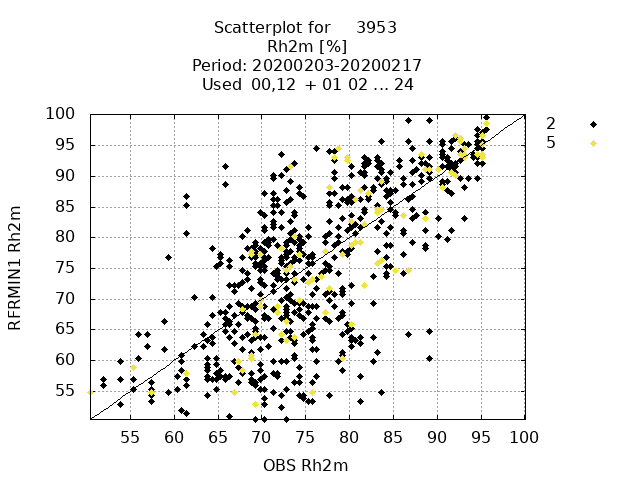 Scatterplot for 3953
Rh2m [%]
Period: 20200203-20200217
Used 00,12 + 01 02 ... 24
100
95
90
85
80
75
70
65
60
55
RFRMIN1 Rh2m
2
5
55 60 65 70 75 80 85 90 95 100
OBS Rh2m